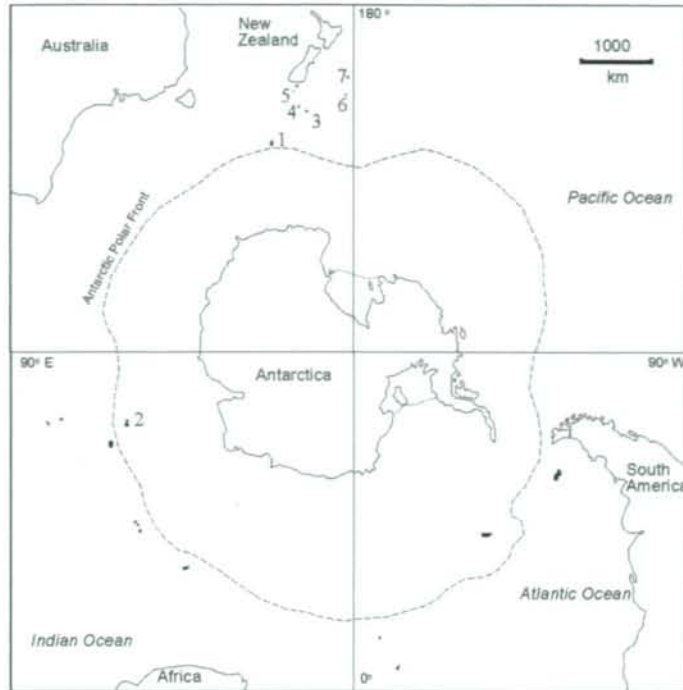 180 °
New
Zealand
Australia
1000
km
7
5
6
4
3
1
Pacific Ocean
Antarctic Polar Front
90° E
Antarctica
90° W
2
South
America
Atlantic Ocean
Indian Ocean
Africa
0°